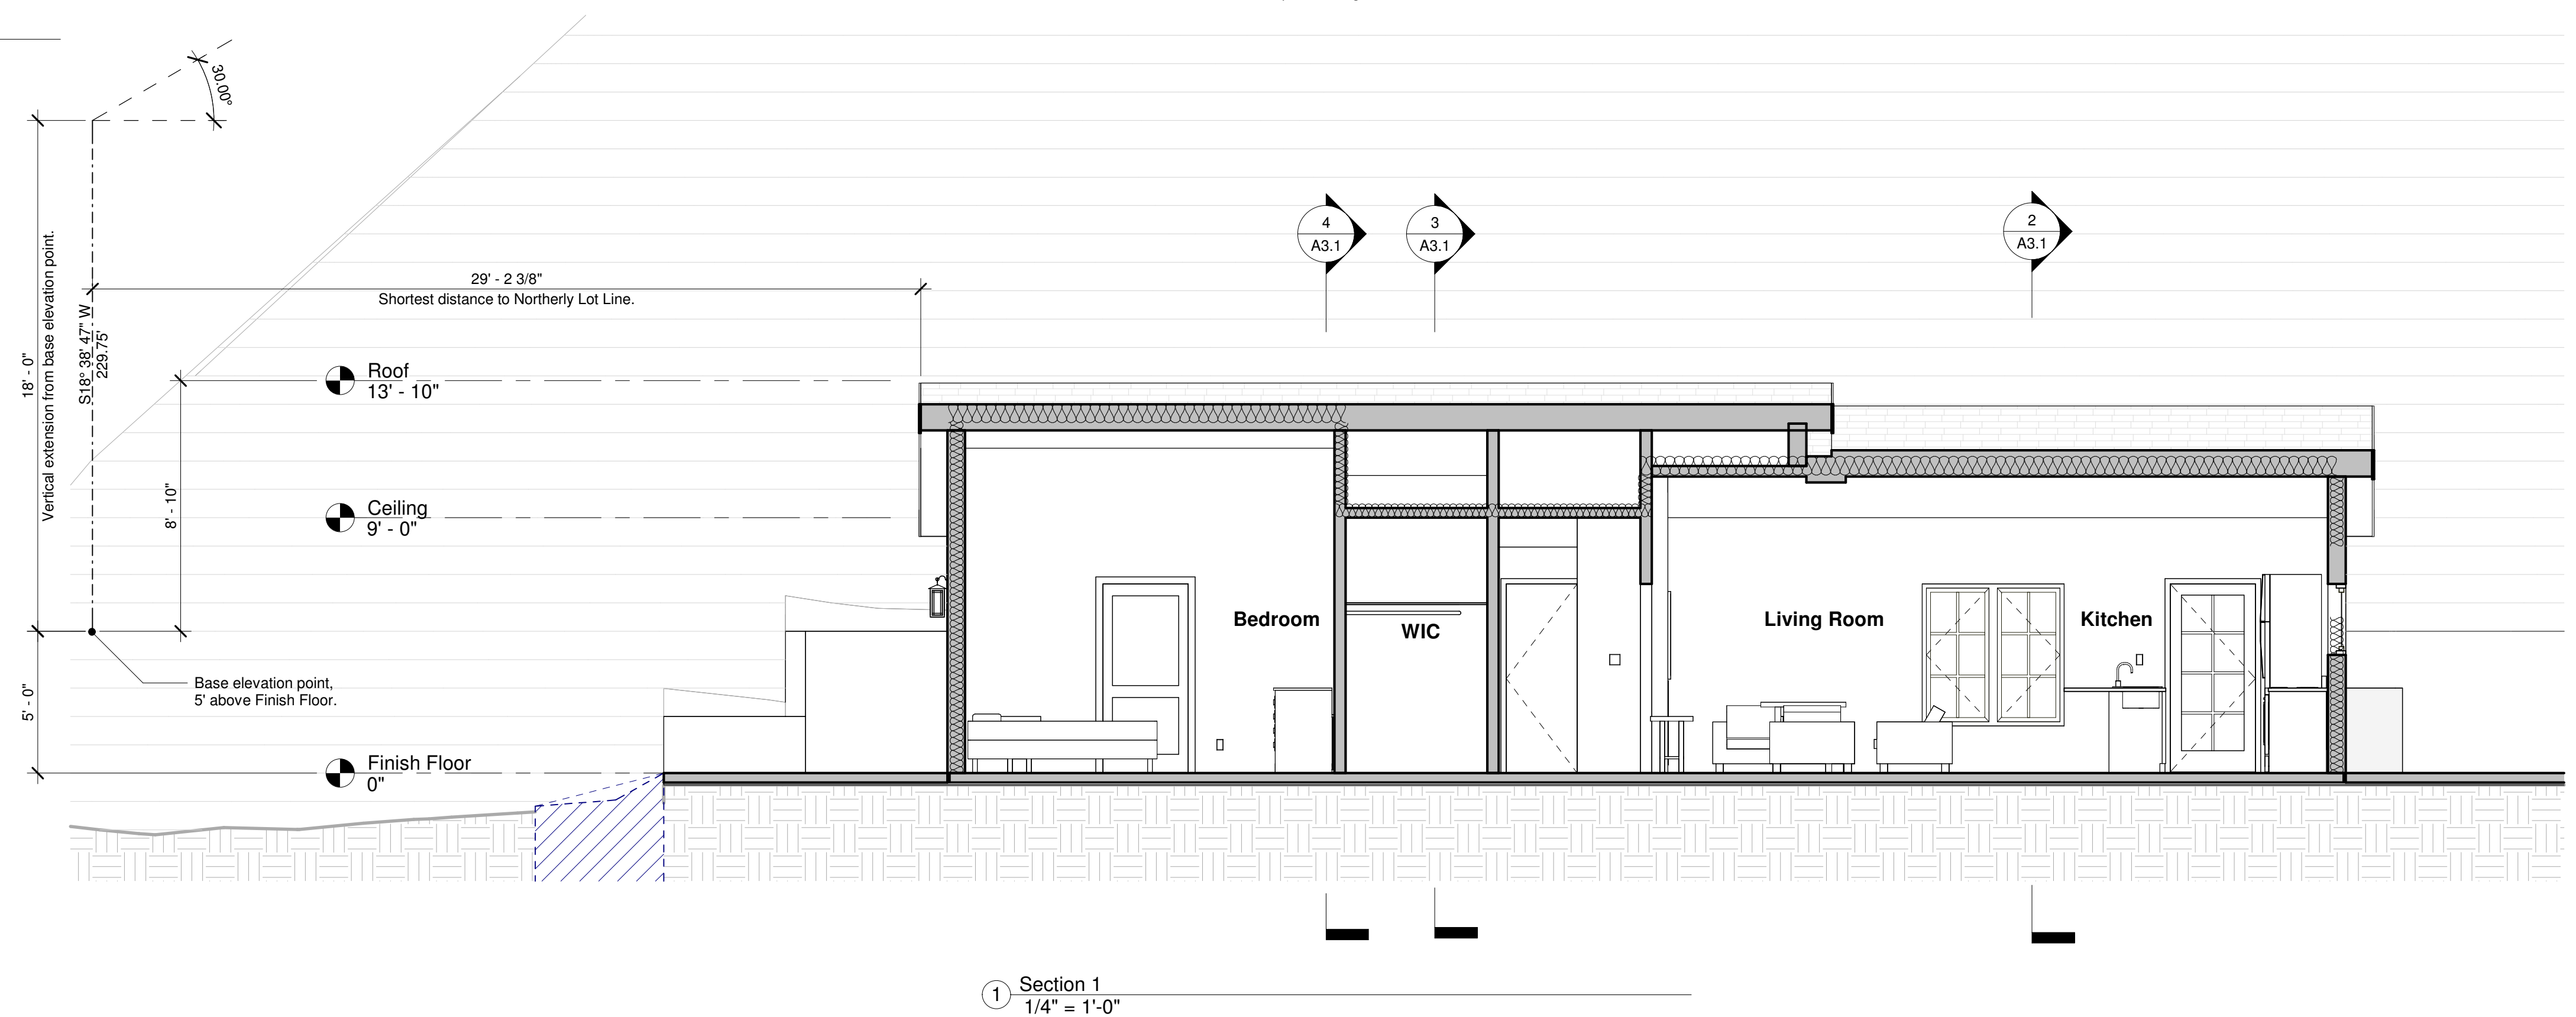 30.00°
18' - 0"
Vertical extension from base elevation point.
S18° 38' 47" W
229.75'
29' - 2 3/8"
Shortest distance to Northerly Lot Line.
4
A3.1
3
A3.1
2
A3.1
Roof
13' - 10"
8' - 10"
Ceiling
9' - 0"
Bedroom
WIC
Living Room
Kitchen
Base elevation point,
5' above Finish Floor.
5' - 0"
Finish Floor
0"
1
Section 1
1/4" = 1'-0"